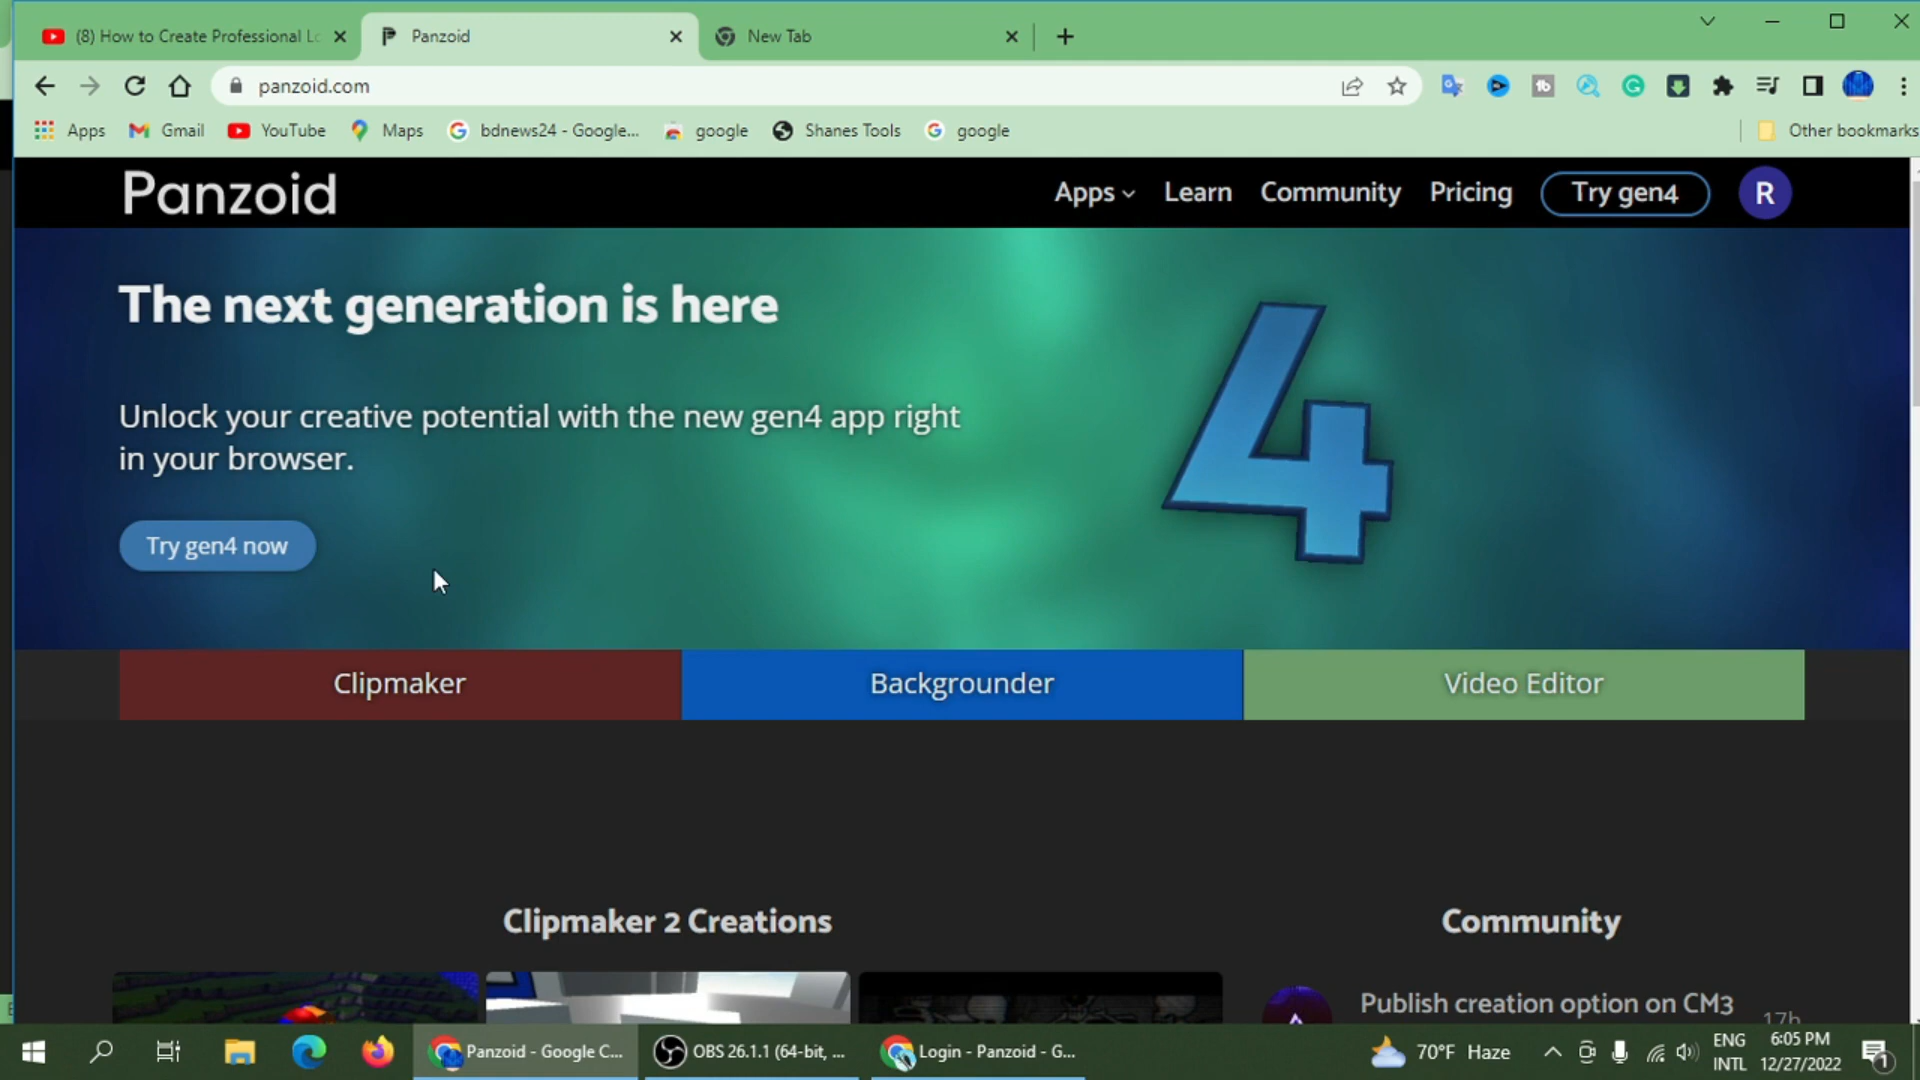 (8) How to Create Professional Lo
Panzoid
New Tab
panzoid.com
Apps
Gmail
YouTube
Maps
bdnews24 - Google...
google
Shanes Tools
google
Other bookmarks
Panzoid
Apps
Learn
Community
Pricing
Try gen4
R
The next generation is here
4
Unlock your creative potential with the new gen4 app right
in your browser.
Try gen4 now
Clipmaker
Backgrounder
Video Editor
Clipmaker 2 Creations
Community
Publish creation option on CM3
17h
Panzoid - Google C...
OBS 26.1.1 (64-bit, ...
Login - Panzoid - G...
70°F Haze
ENG
INTL
6:05 PM
12/27/2022
1